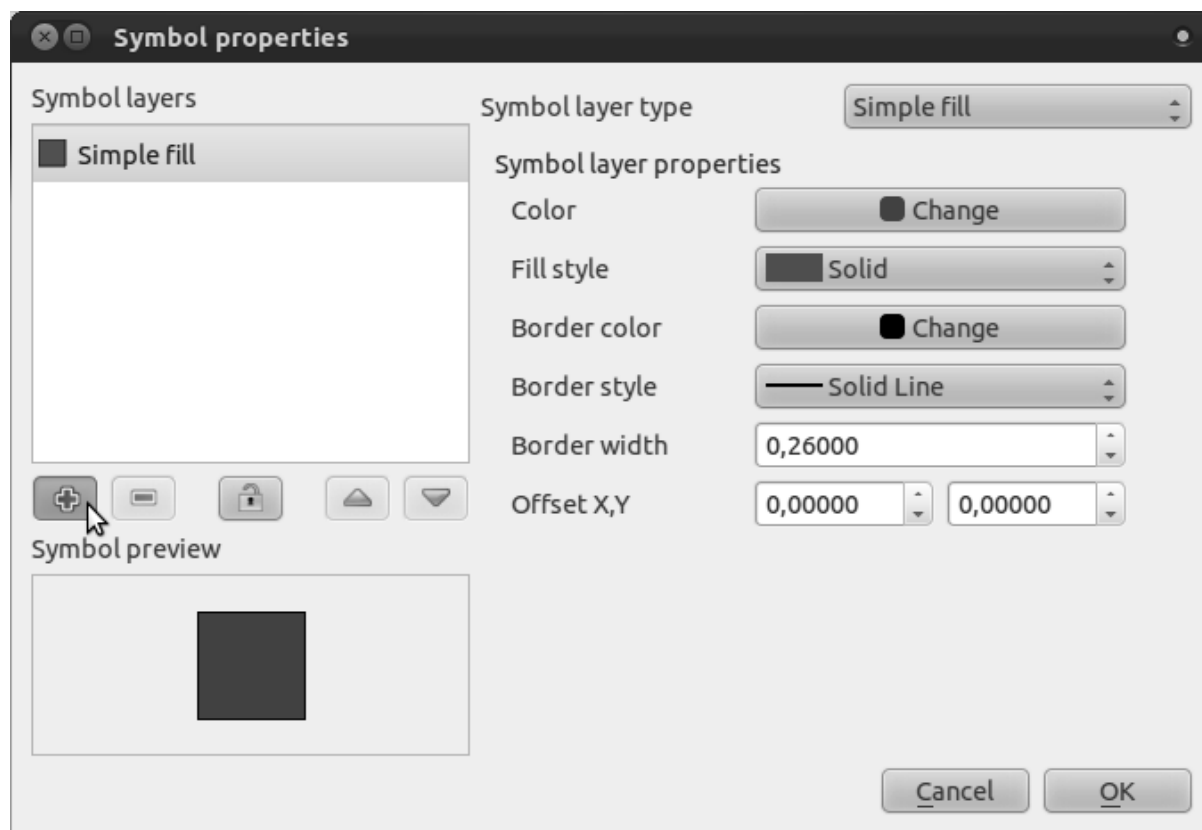 Symbol properties
Symbol layers
Simple fill
Symbol preview
Symbol layer type
Simple fill
Symbol layer properties
Color
Change
Fill style
Solid
Border color
Change
Border style
Solid Line
Border width
0,26000
Offset X,Y
0,00000
0,00000
Cancel
OK